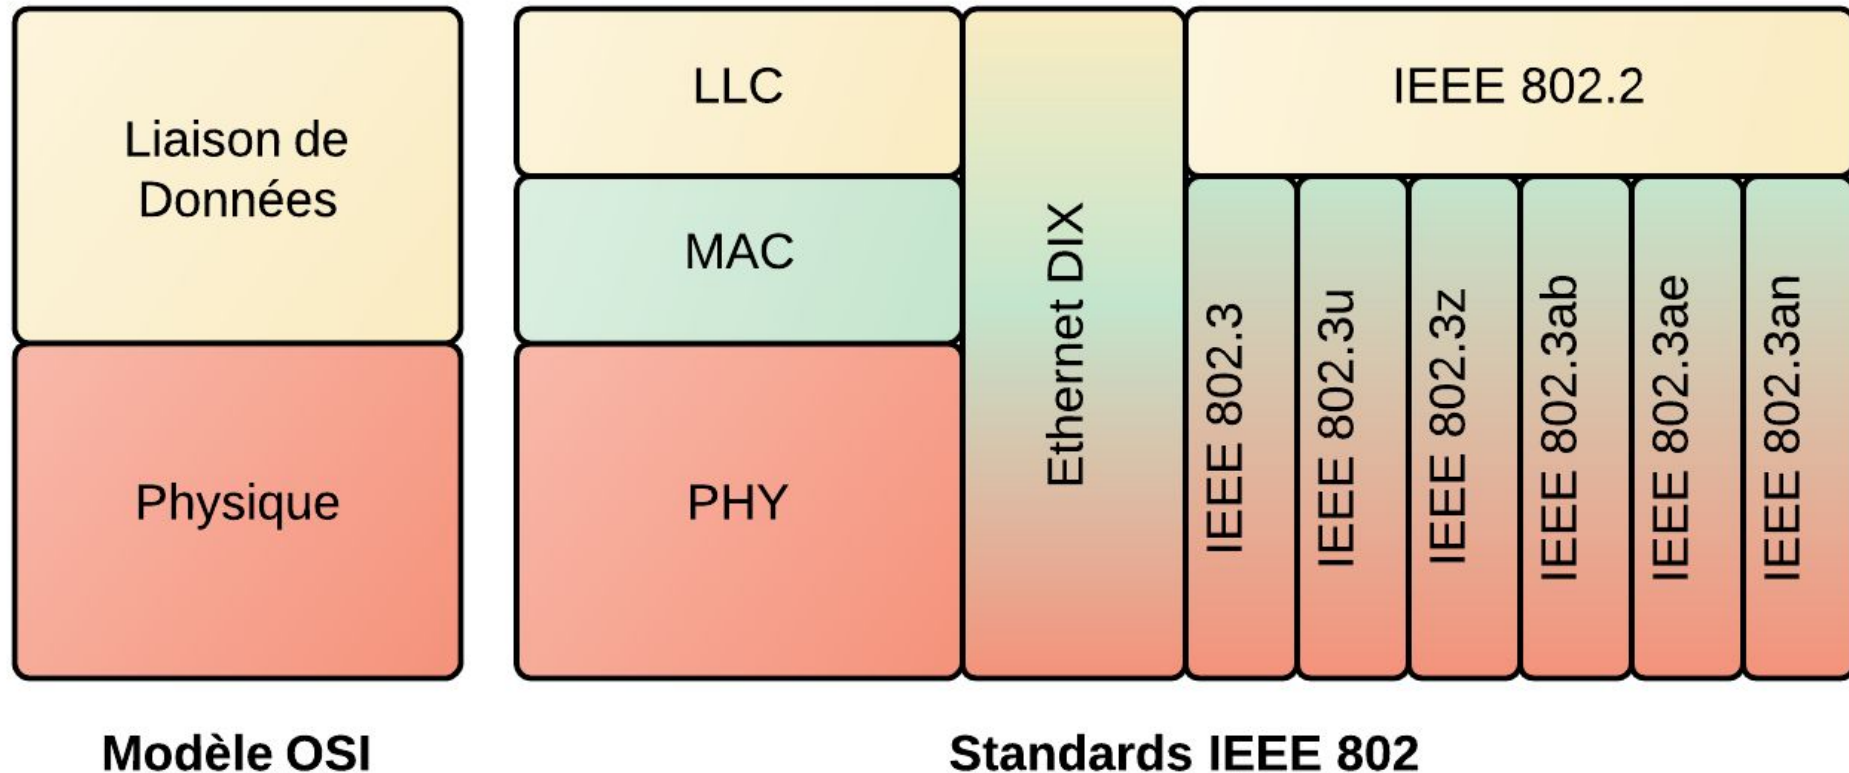 Liaison de
Données
Physique
LLC
MAC
PHY
Ethernet DIX
IEEE 802.2
IEEE 802.3
IEEE 802.3u
IEEE 802.3z
IEEE 802.3ab
IEEE 802.3ae
IEEE 802.3an
Modèle OSI
Standards IEEE 802